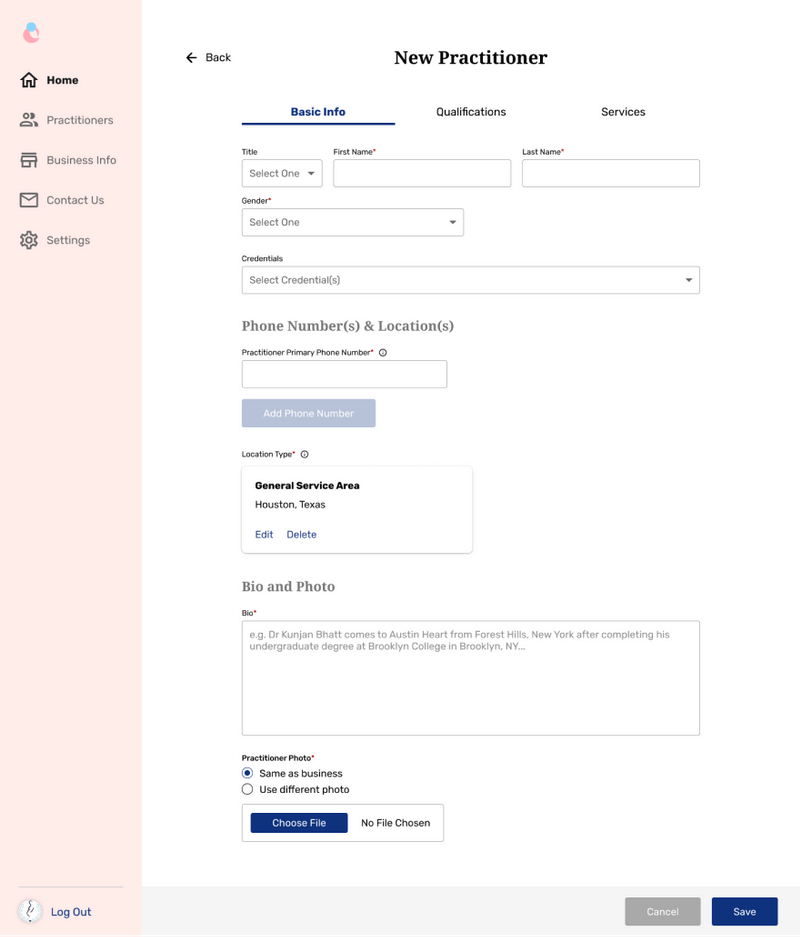 Back
New Practitioner
Home
Practitioners
Business Info
Contact Us
Settings
Basic Info
Qualifications
Services
Title
First Name*
Last Name*
Select One
Gender*
Select One
Credentials
Select Credential(s)
Phone Number(s) & Location(s)
Practitioner Primary Phone Number*
Add Phone Number
Location Type*
General Service Area
Houston, Texas
Edit Delete
Bio and Photo
Bio*
e.g. Dr Kunjan Bhatt comes to Austin Heart from Forest Hills, New York after completing his
undergraduate degree at Brooklyn College in Brooklyn, NY...
Practitioner Photo*
Same as business
Use different photo
Choose File
No File Chosen
Log Out
Cancel
Save